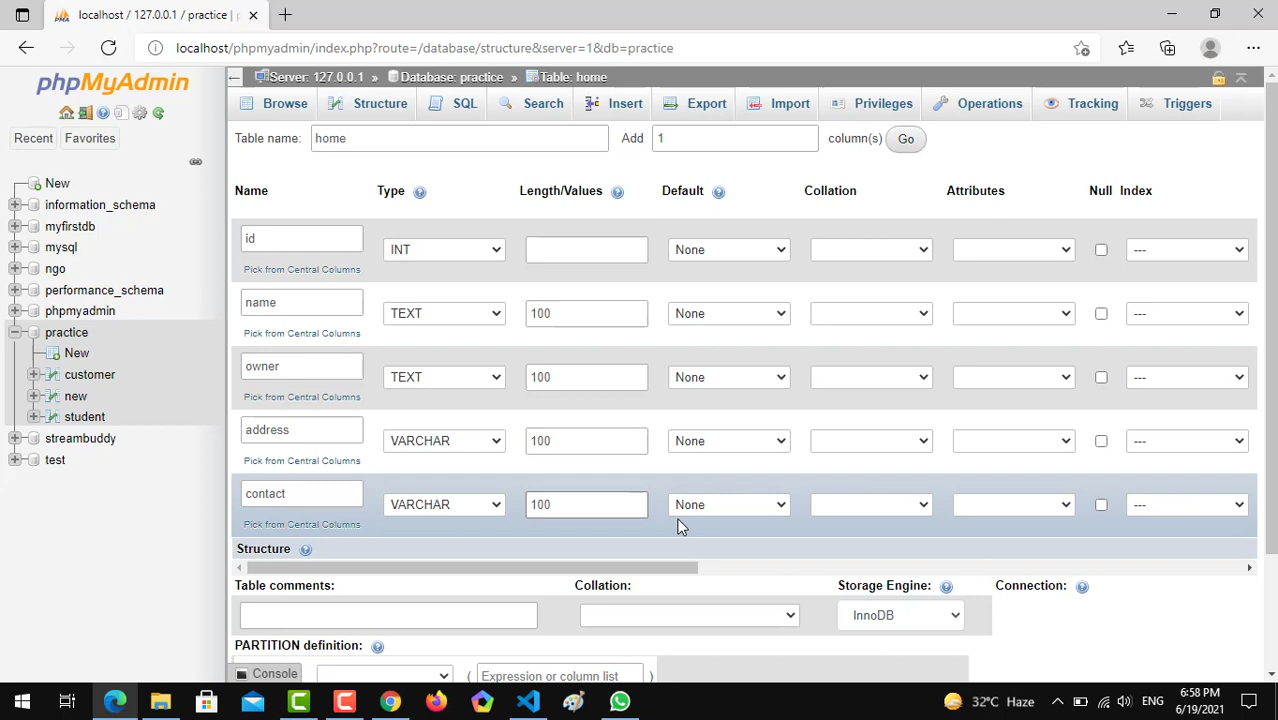 localhost / 127.0.0.1 / practice | p
localhost/phpmyadmin/index.php?route=/database/structure&server=1&db=practice
phpMyAdmin
Recent
Favorites
New
information_schema
myfirstdb
mysql
ngo
performance_schema
phpmyadmin
practice
New
customer
new
student
streambuddy
test
Server: 127.0.0.1 » Database: practice » Table: home
Browse Structure SQL Search Insert Export Import Privileges Operations Tracking Triggers
Table name: home Add 1 column(s) Go
Name Type Length/Values Default Collation Attributes Null Index
id INT None ---
Pick from Central Columns
name TEXT 100 None ---
Pick from Central Columns
owner TEXT 100 None ---
Pick from Central Columns
address VARCHAR 100 None ---
Pick from Central Columns
contact VARCHAR 100 None ---
Pick from Central Columns
Structure
Table comments: Collation: Storage Engine: Connection:
InnoDB
PARTITION definition:
Console ( Expression or column list )
32°C Haze ENG 6:58 PM
6/19/2021